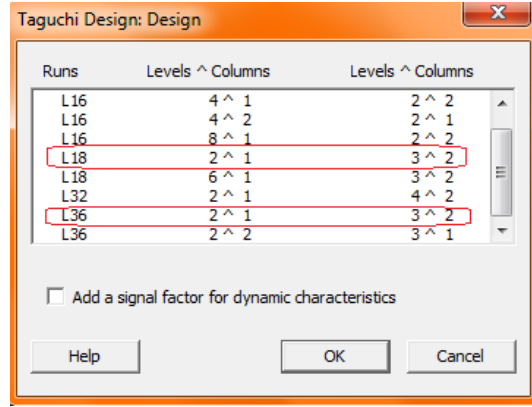 Taguchi Design: Design
Runs Levels ^ Columns Levels ^ Columns
L16 4 ^ 1 2 ^ 2
L16 4 ^ 2 2 ^ 1
L16 8 ^ 1 2 ^ 2
L18 2 ^ 1 3 ^ 2
L18 6 ^ 1 3 ^ 2
L32 2 ^ 1 4 ^ 2
L36 2 ^ 1 3 ^ 2
L36 2 ^ 2 3 ^ 1
Add a signal factor for dynamic characteristics
Help OK Cancel